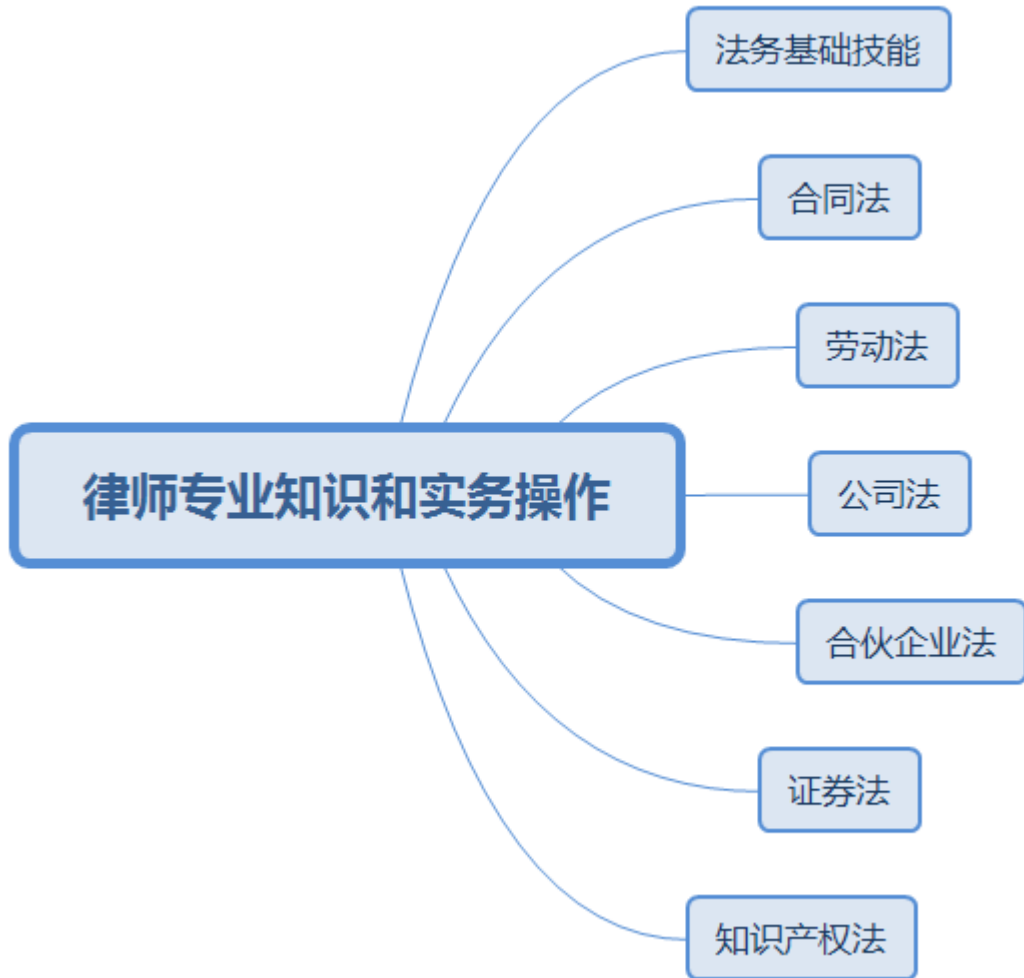 法务基础技能
合同法
劳动法
律师专业知识和实务操作
公司法
合伙企业法
证券法
知识产权法